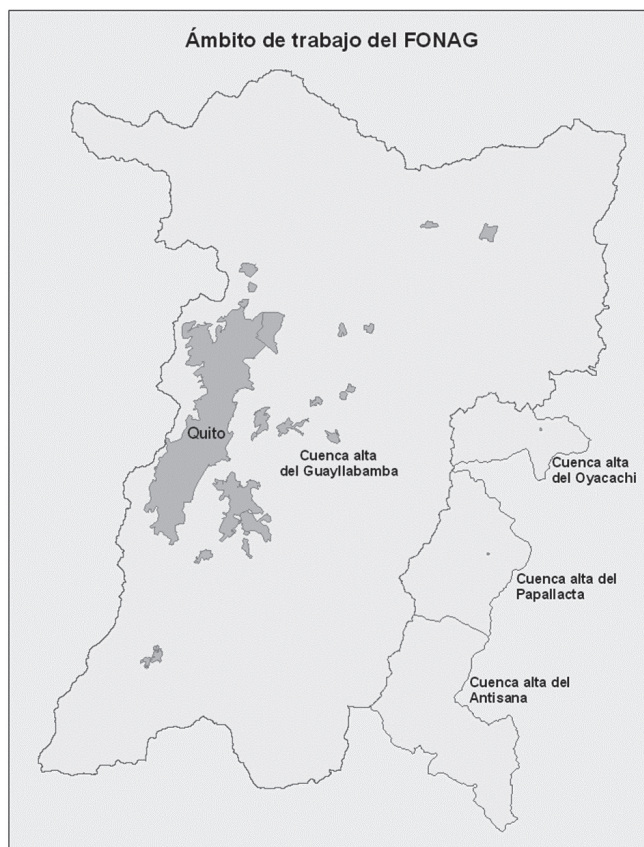 Ámbito de trabajo del FONAG
Quito
Cuenca alta
del Guayllabamba
Cuenca alta
del Oyacachi
Cuenca alta del
Papallacta
Cuenca alta del
Antisana